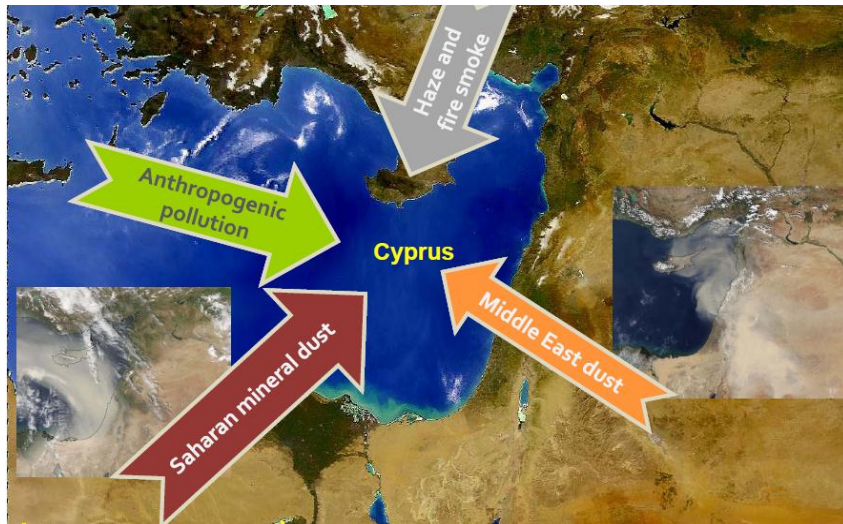 Haze and
fire smoke
Anthropogenic
pollution
Cyprus
Middle East dust
Saharan mineral dust